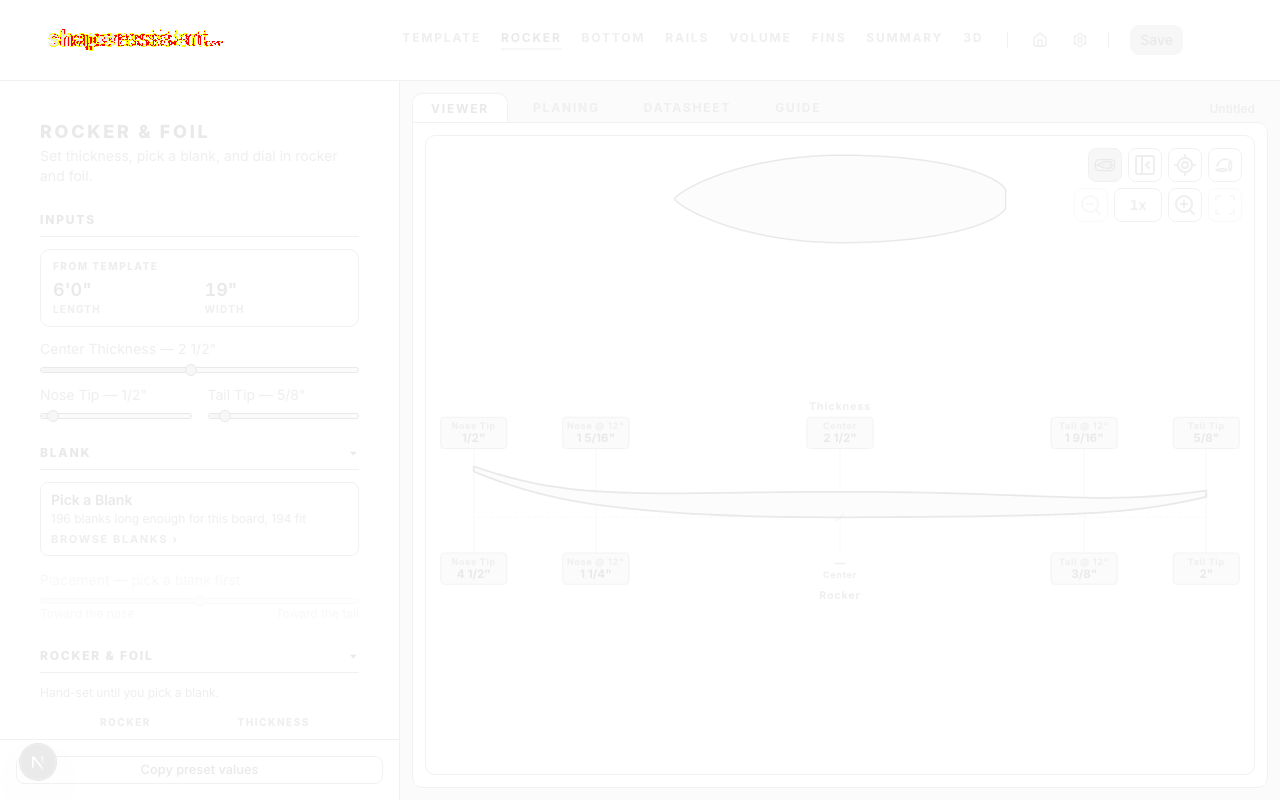 TEMPLATE ROCKER BOTTOM RAILS VOLUME FINS SUMMARY 3D Save
VIEWER PLANING DATASHEET GUIDE Untitled
ROCKER & FOIL
Set thickness, pick a blank, and dial in rocker
and foil.
INPUTS
FROM TEMPLATE
6'0" 19"
LENGTH WIDTH
Center Thickness — 2 1/2"
Nose Tip — 1/2" Tail Tip — 5/8"
BLANK
Pick a Blank
196 blanks long enough for this board, 194 fit
BROWSE BLANKS ›
Placement — pick a blank first
Toward the nose Toward the tail
ROCKER & FOIL
Hand-set until you pick a blank.
ROCKER THICKNESS
N
Copy preset values
1x
Thickness
Nose Tip Nose @ 12" Center Tail @ 12" Tail Tip
1/2" 1 5/16" 2 1/2" 1 9/16" 5/8"
Nose Tip Nose @ 12" — Tail @ 12" Tail Tip
4 1/2" 1 1/4" Center 3/8" 2"
Rocker